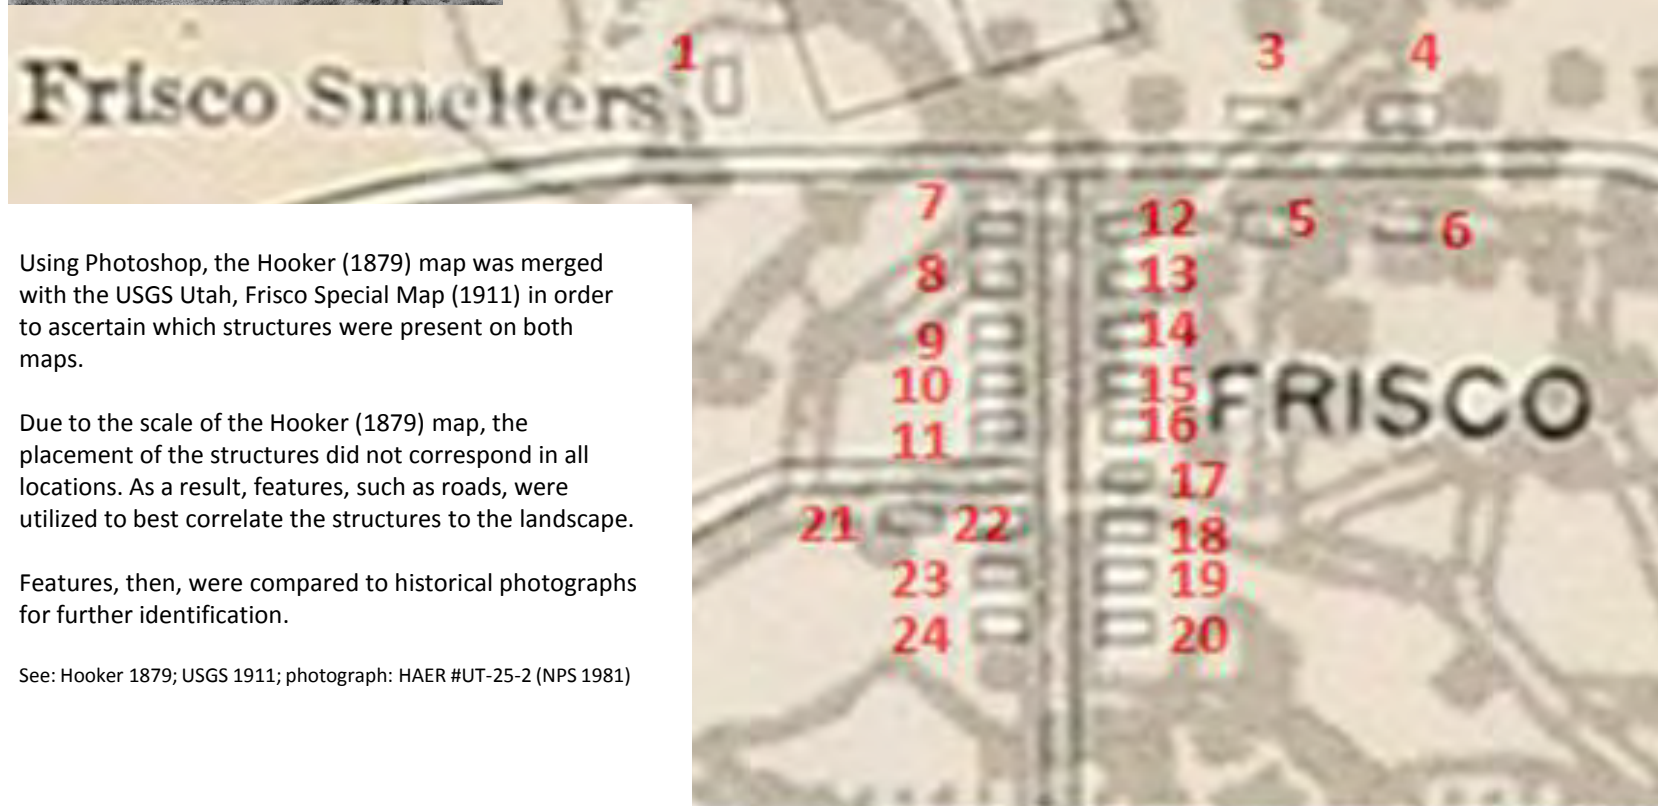 1
3
4
Frisco Smelters
7
12
5
6
8
13
9
14
10
15
FRISCO
11
16
17
21
22
18
23
19
24
20
Using Photoshop, the Hooker (1879) map was merged
with the USGS Utah, Frisco Special Map (1911) in order
to ascertain which structures were present on both
maps.
Due to the scale of the Hooker (1879) map, the
placement of the structures did not correspond in all
locations. As a result, features, such as roads, were
utilized to best correlate the structures to the landscape.
Features, then, were compared to historical photographs
for further identification.
See: Hooker 1879; USGS 1911; photograph: HAER #UT-25-2 (NPS 1981)